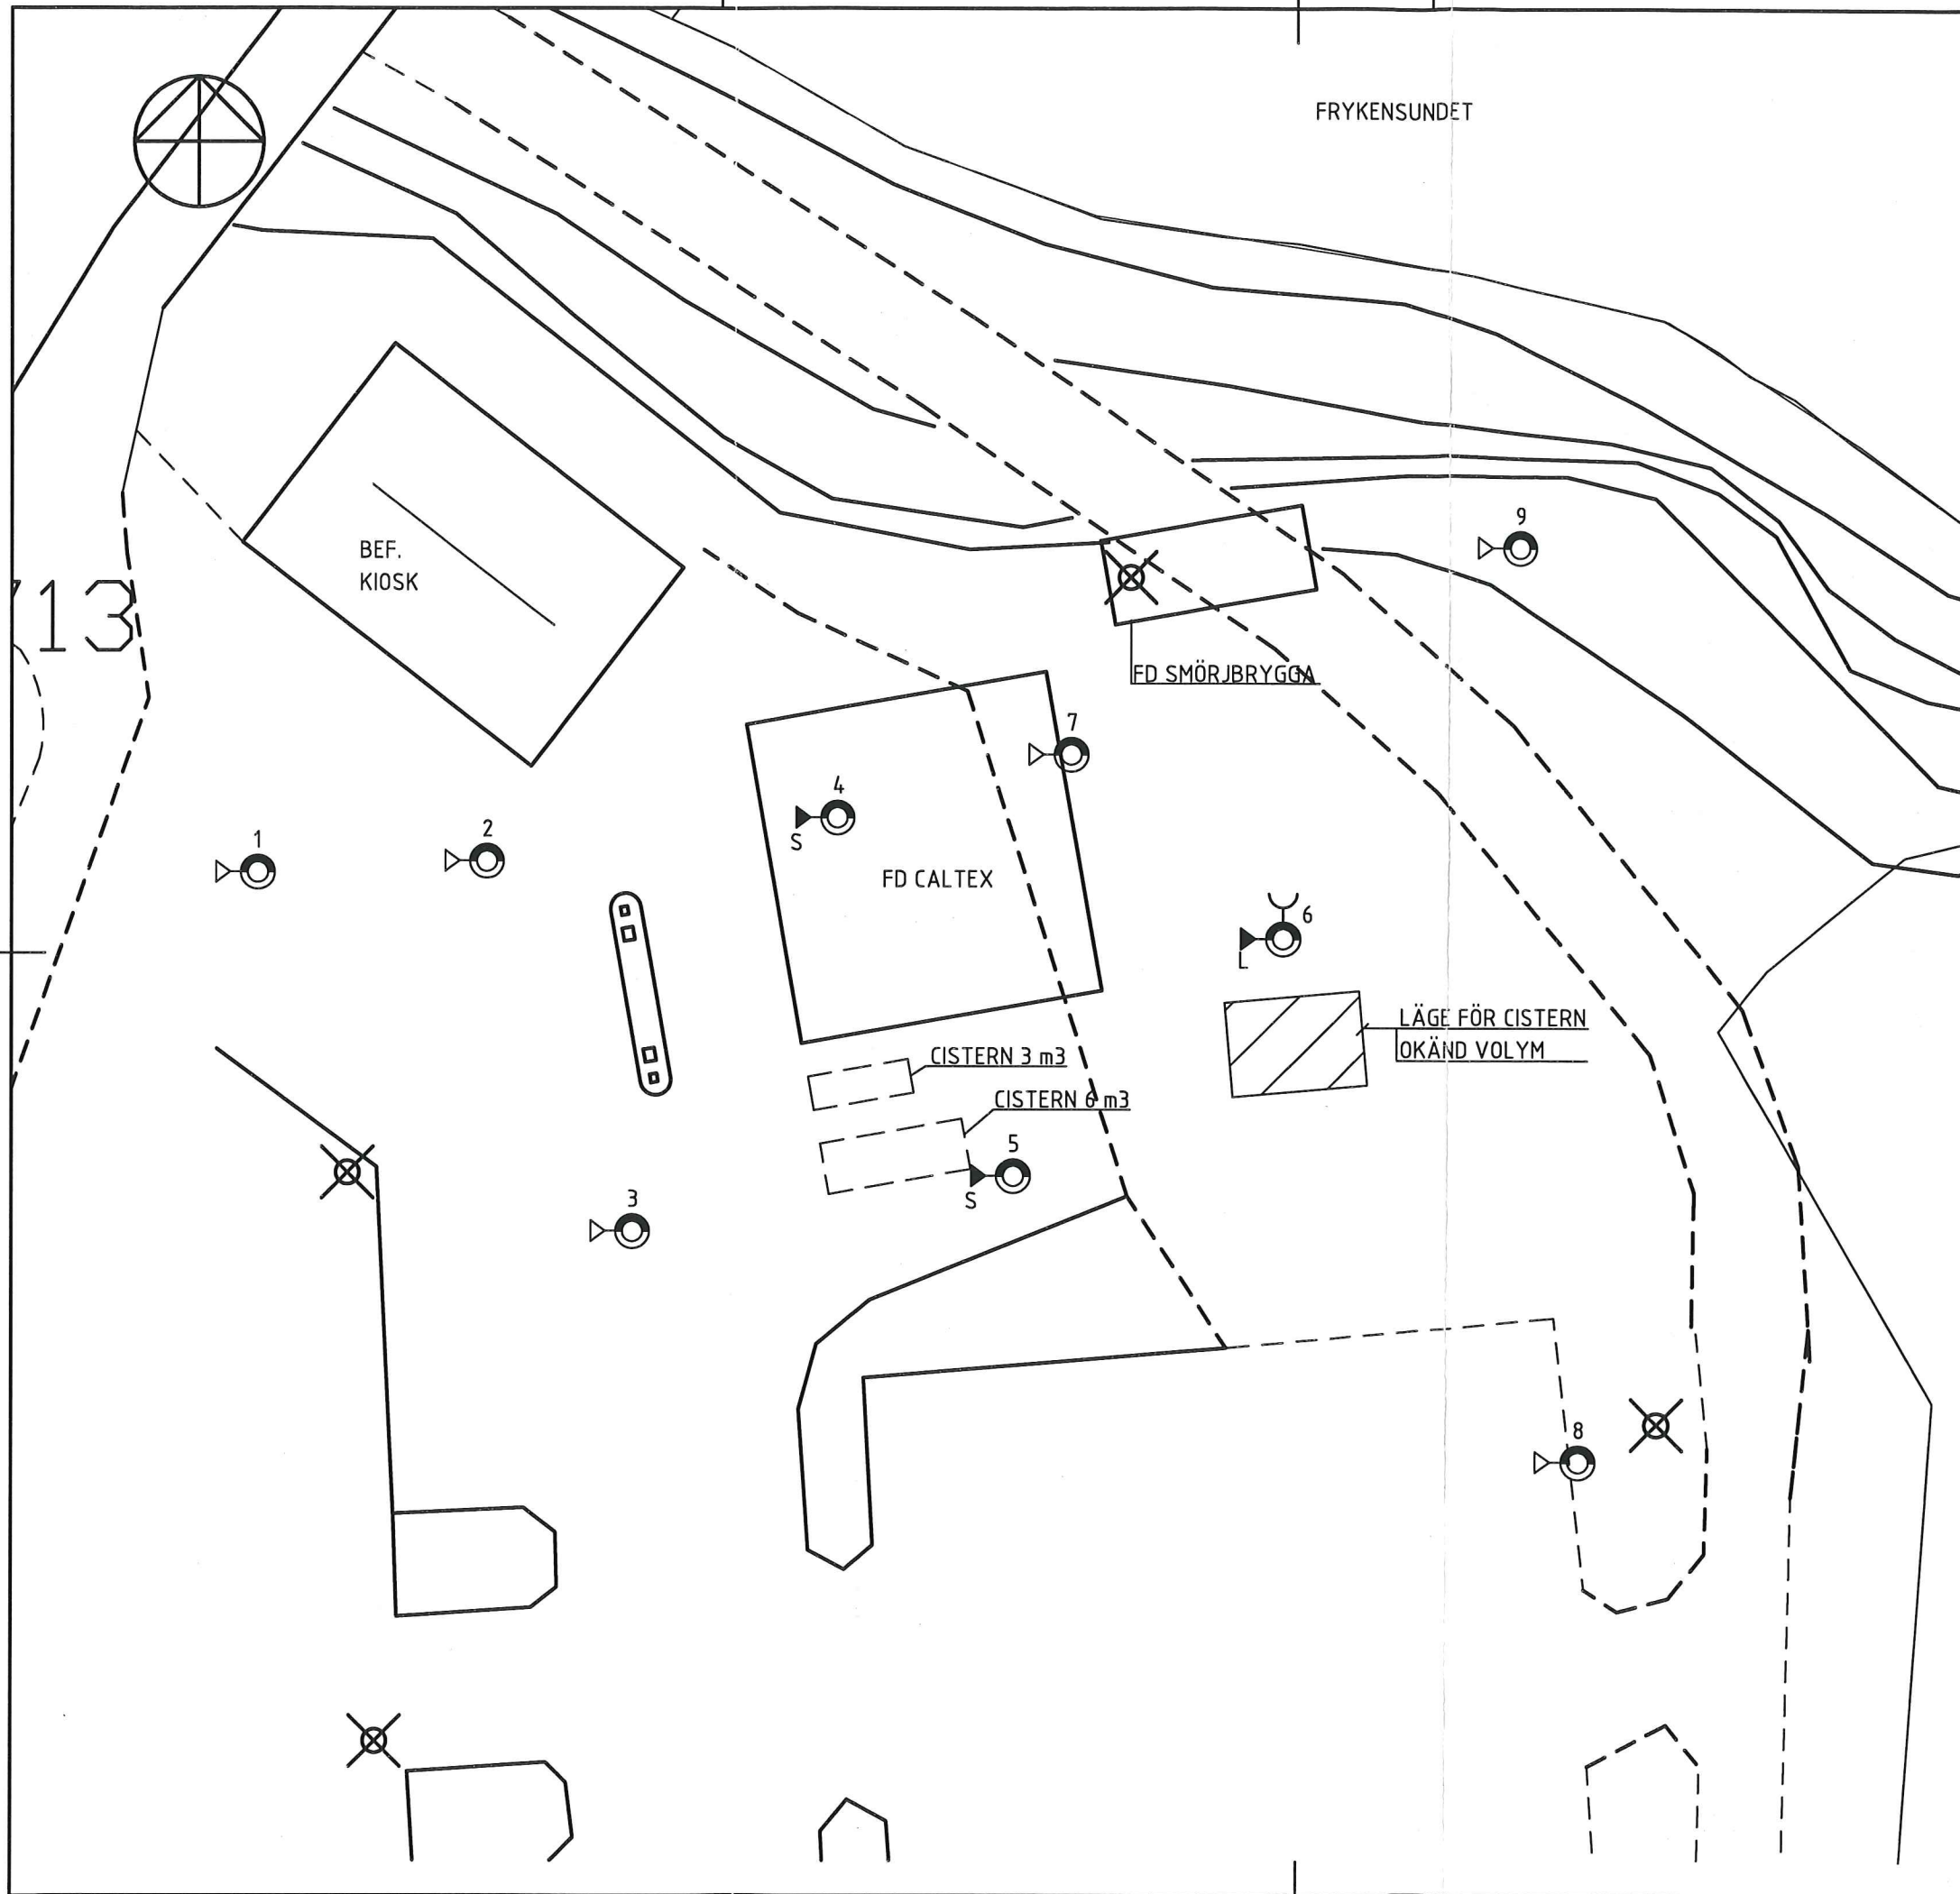 FRYKENSUNDET
9
BEF.
KIOSK
713
FD SMÖRJBRYGGA
7
4
S
1
2
FD CALTEX
6
L
LÄGE FÖR CISTERN
OKÄND VOLYM
CISTERN 3 m3
CISTERN 6 m3
5
S
3
8